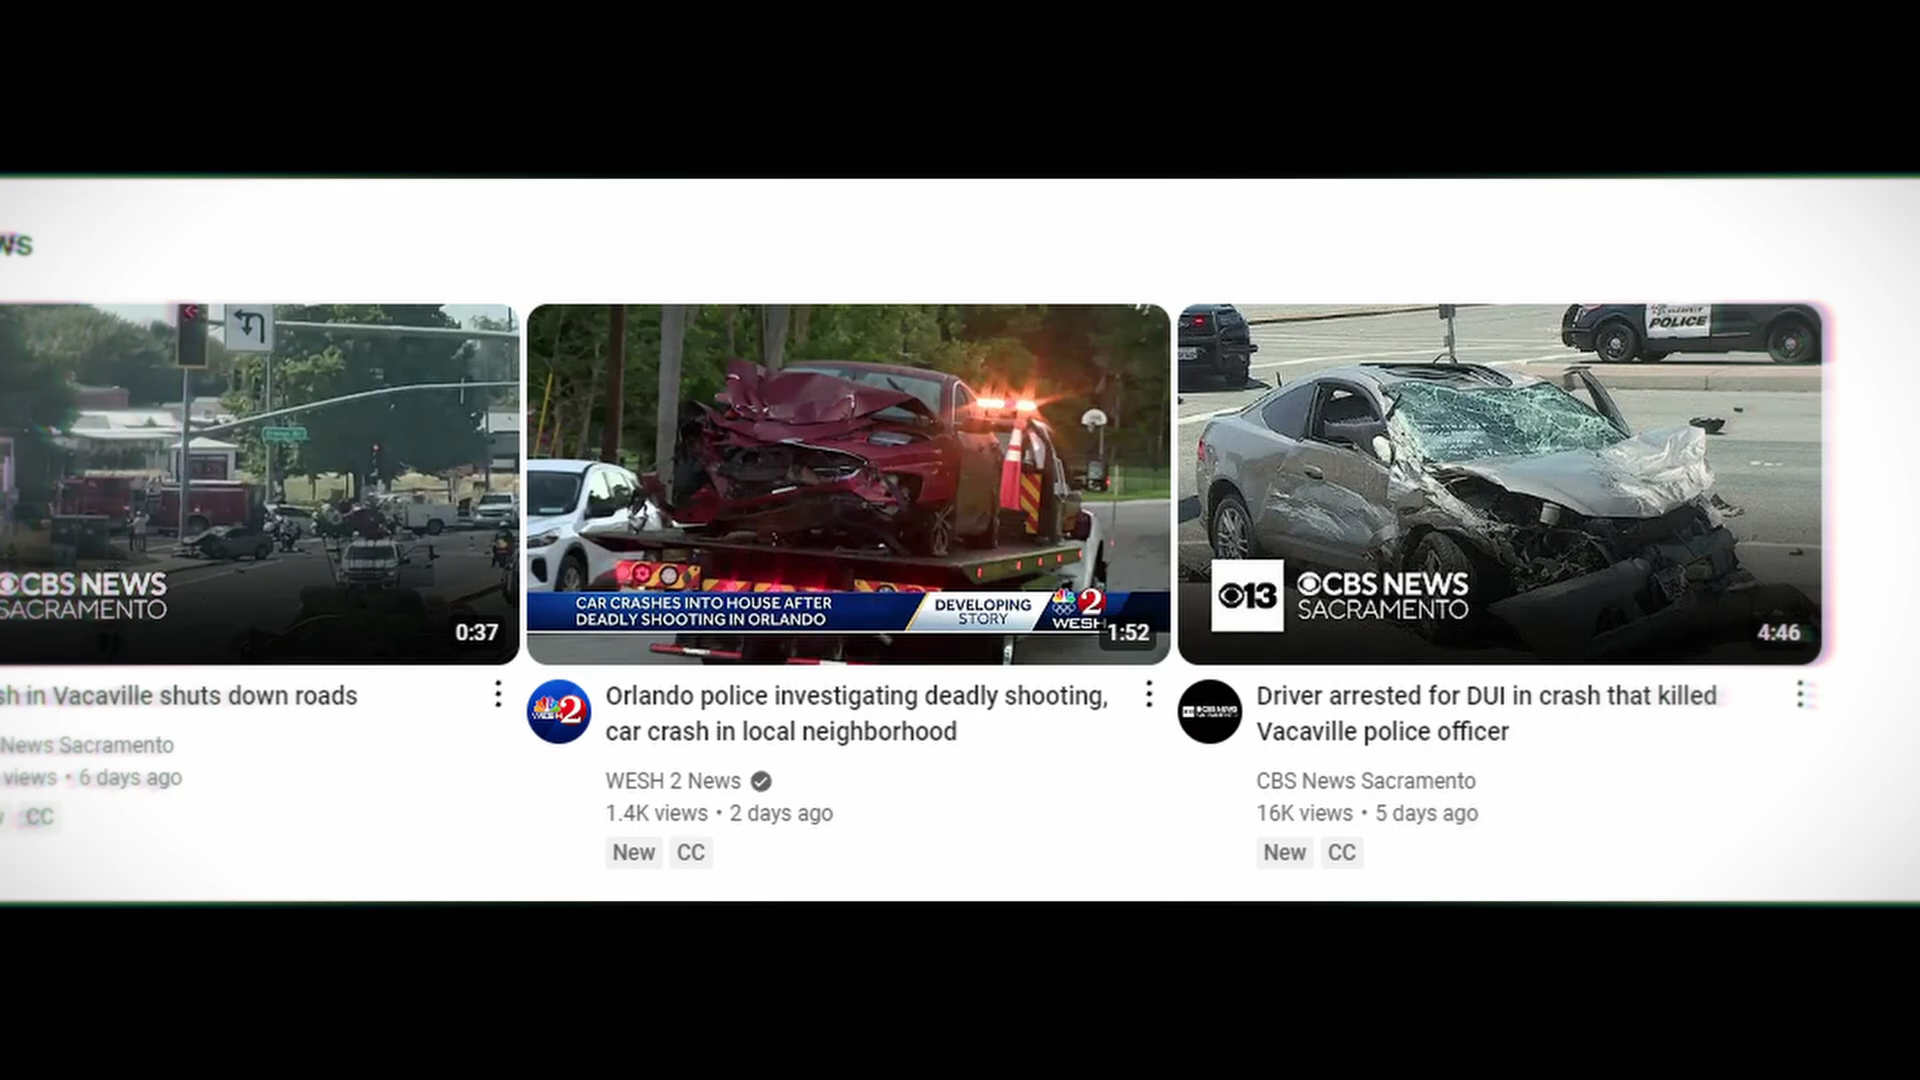 ws
CBS NEWS
SACRAMENTO
0:37
sh in Vacaville shuts down roads
News Sacramento
views • 6 days ago
CC
CAR CRASHES INTO HOUSE AFTER
DEADLY SHOOTING IN ORLANDO
DEVELOPING
STORY
2
WESH
1:52
2
Orlando police investigating deadly shooting,
car crash in local neighborhood
WESH 2 News
1.4K views • 2 days ago
New CC
POLICE
13
CBS NEWS
SACRAMENTO
4:46
Driver arrested for DUI in crash that killed
Vacaville police officer
CBS News Sacramento
16K views • 5 days ago
New CC